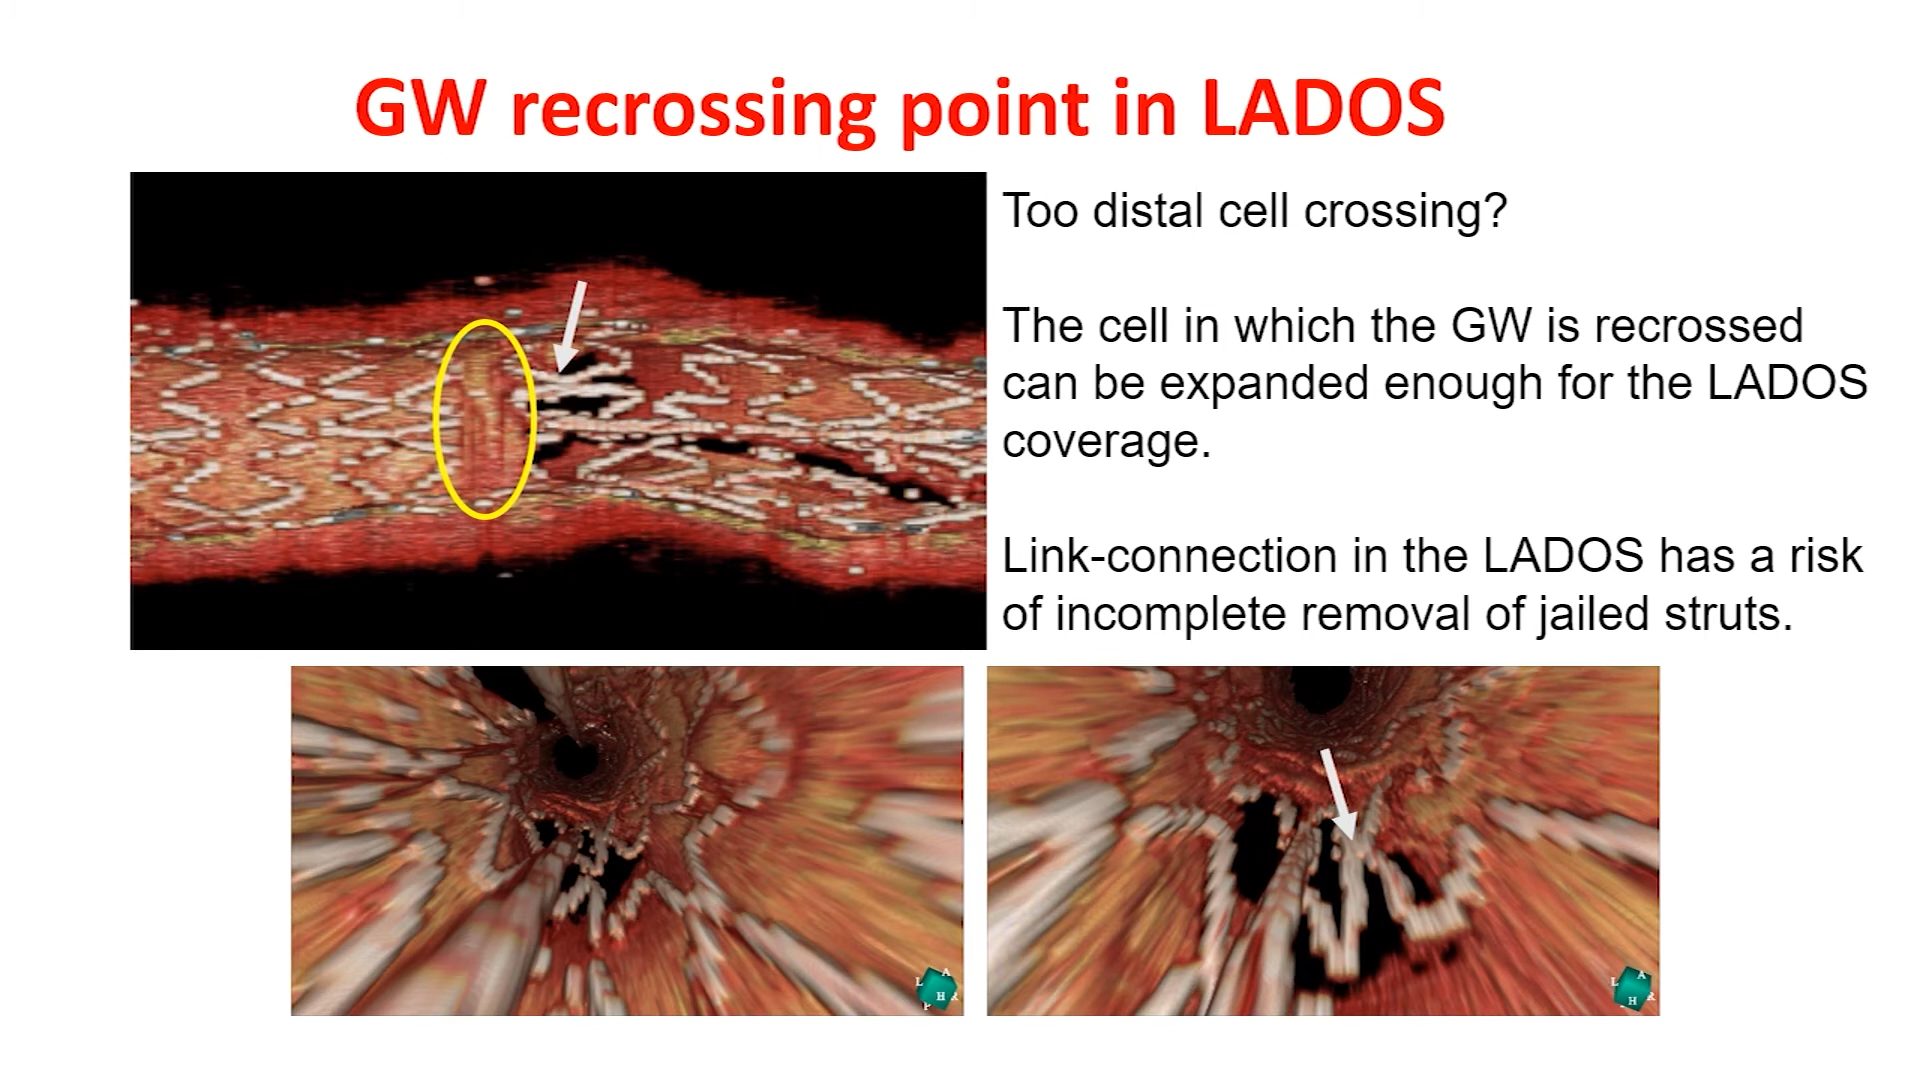 GW recrossing point in LADOS
Too distal cell crossing?
The cell in which the GW is recrossed
can be expanded enough for the LADOS
coverage.
Link-connection in the LADOS has a risk
of incomplete removal of jailed struts.
A
L
H R
P
A
L
H R